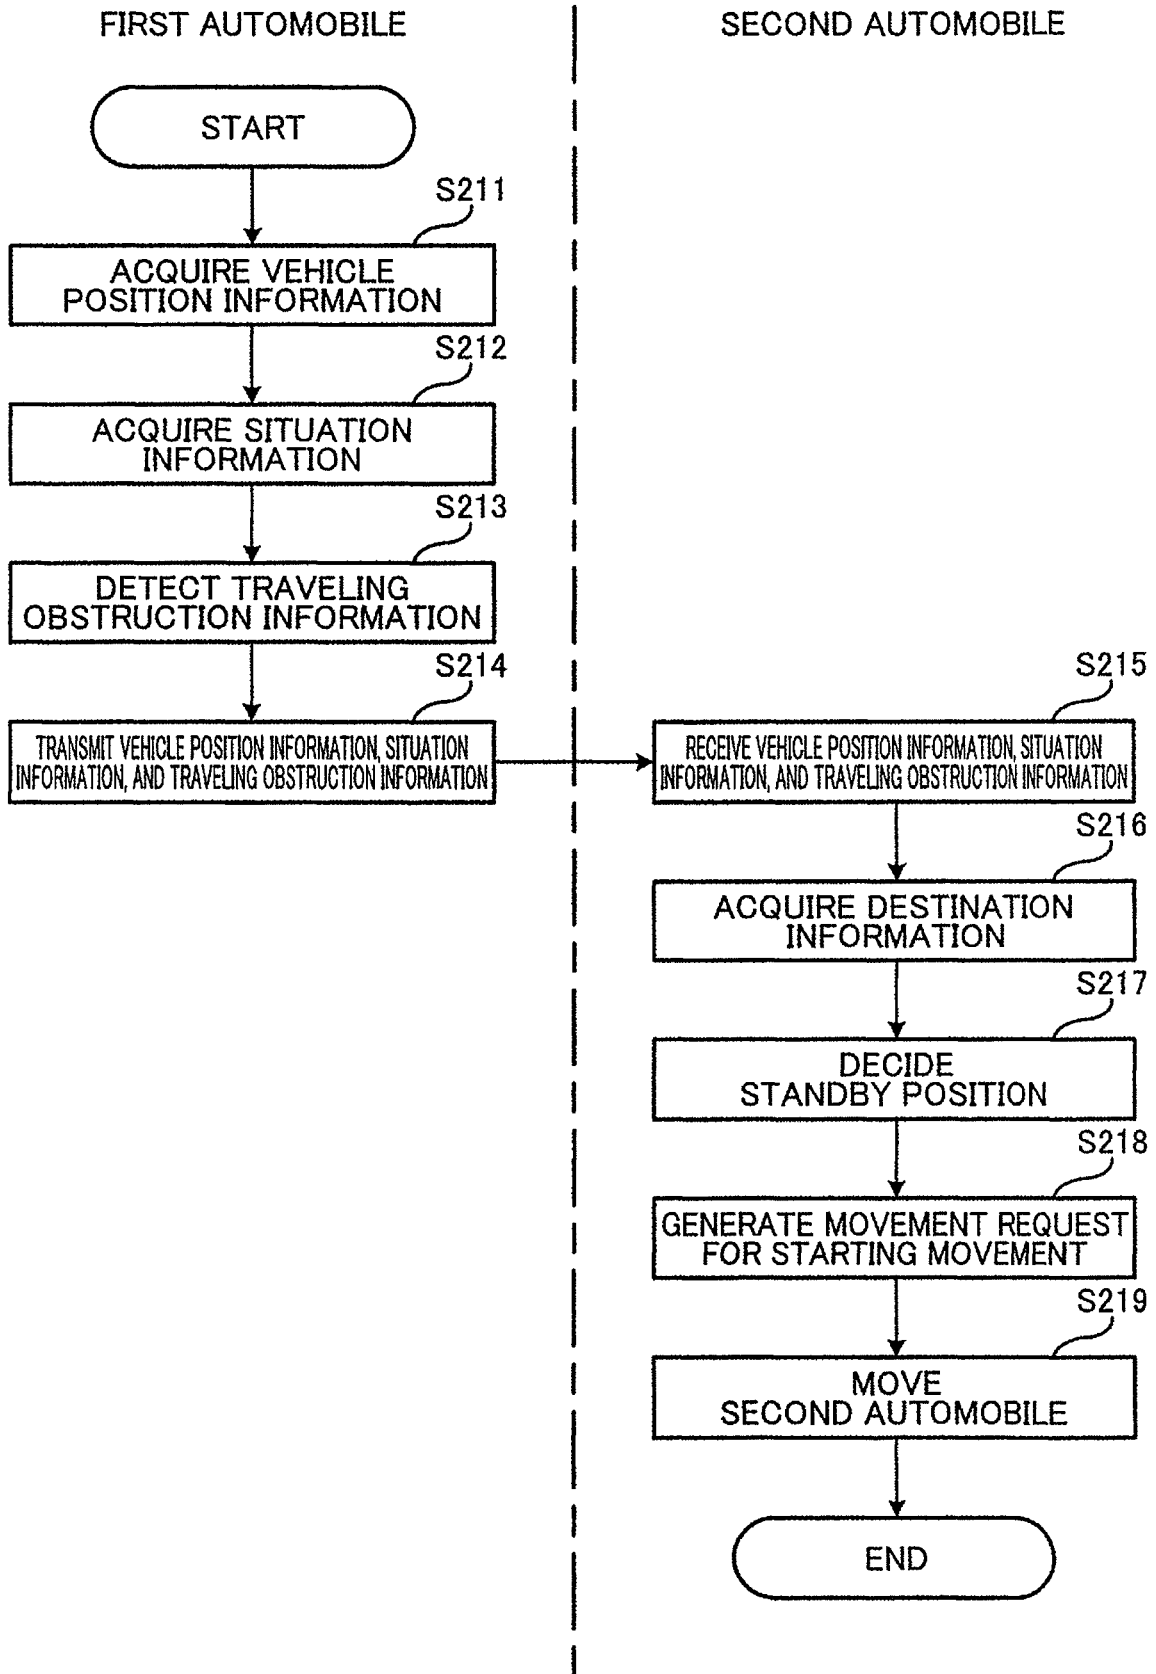 FIRST AUTOMOBILE
SECOND AUTOMOBILE
START
S211
ACQUIRE VEHICLE
POSITION INFORMATION
S212
ACQUIRE SITUATION
INFORMATION
S213
DETECT TRAVELING
OBSTRUCTION INFORMATION
S214
TRANSMIT VEHICLE POSITION INFORMATION, SITUATION
INFORMATION, AND TRAVELING OBSTRUCTION INFORMATION
S215
RECEIVE VEHICLE POSITION INFORMATION, SITUATION
INFORMATION, AND TRAVELING OBSTRUCTION INFORMATION
S216
ACQUIRE DESTINATION
INFORMATION
S217
DECIDE
STANDBY POSITION
S218
GENERATE MOVEMENT REQUEST
FOR STARTING MOVEMENT
S219
MOVE
SECOND AUTOMOBILE
END